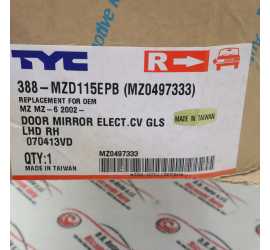 TYC
R
388-MZD115EPB (MZ0497333)
REPLACEMENT FOR OEM
MZ MZ-6 2002-
DOOR MIRROR ELECT.CV GLS
MADE IN TAIWAN
LHD RH
070413VD
QTY:1
MZ0497333
MADE IN TAIWAN